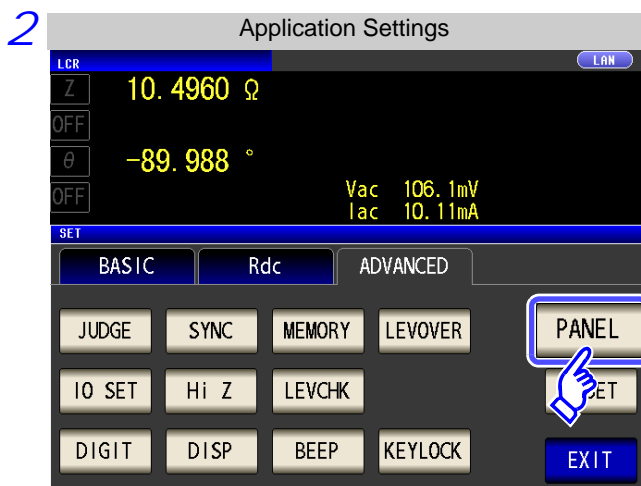 2
Application Settings
LCR
LAN
Z 10.4960 Ω
OFF
θ -89.988 °
OFF
Vac 106.1mV
Iac 10.11mA
SET
BASIC Rdc ADVANCED
JUDGE SYNC MEMORY LEVOVER PANEL
IO SET Hi Z LEVCHK
DIGIT DISP BEEP KEYLOCK EXIT